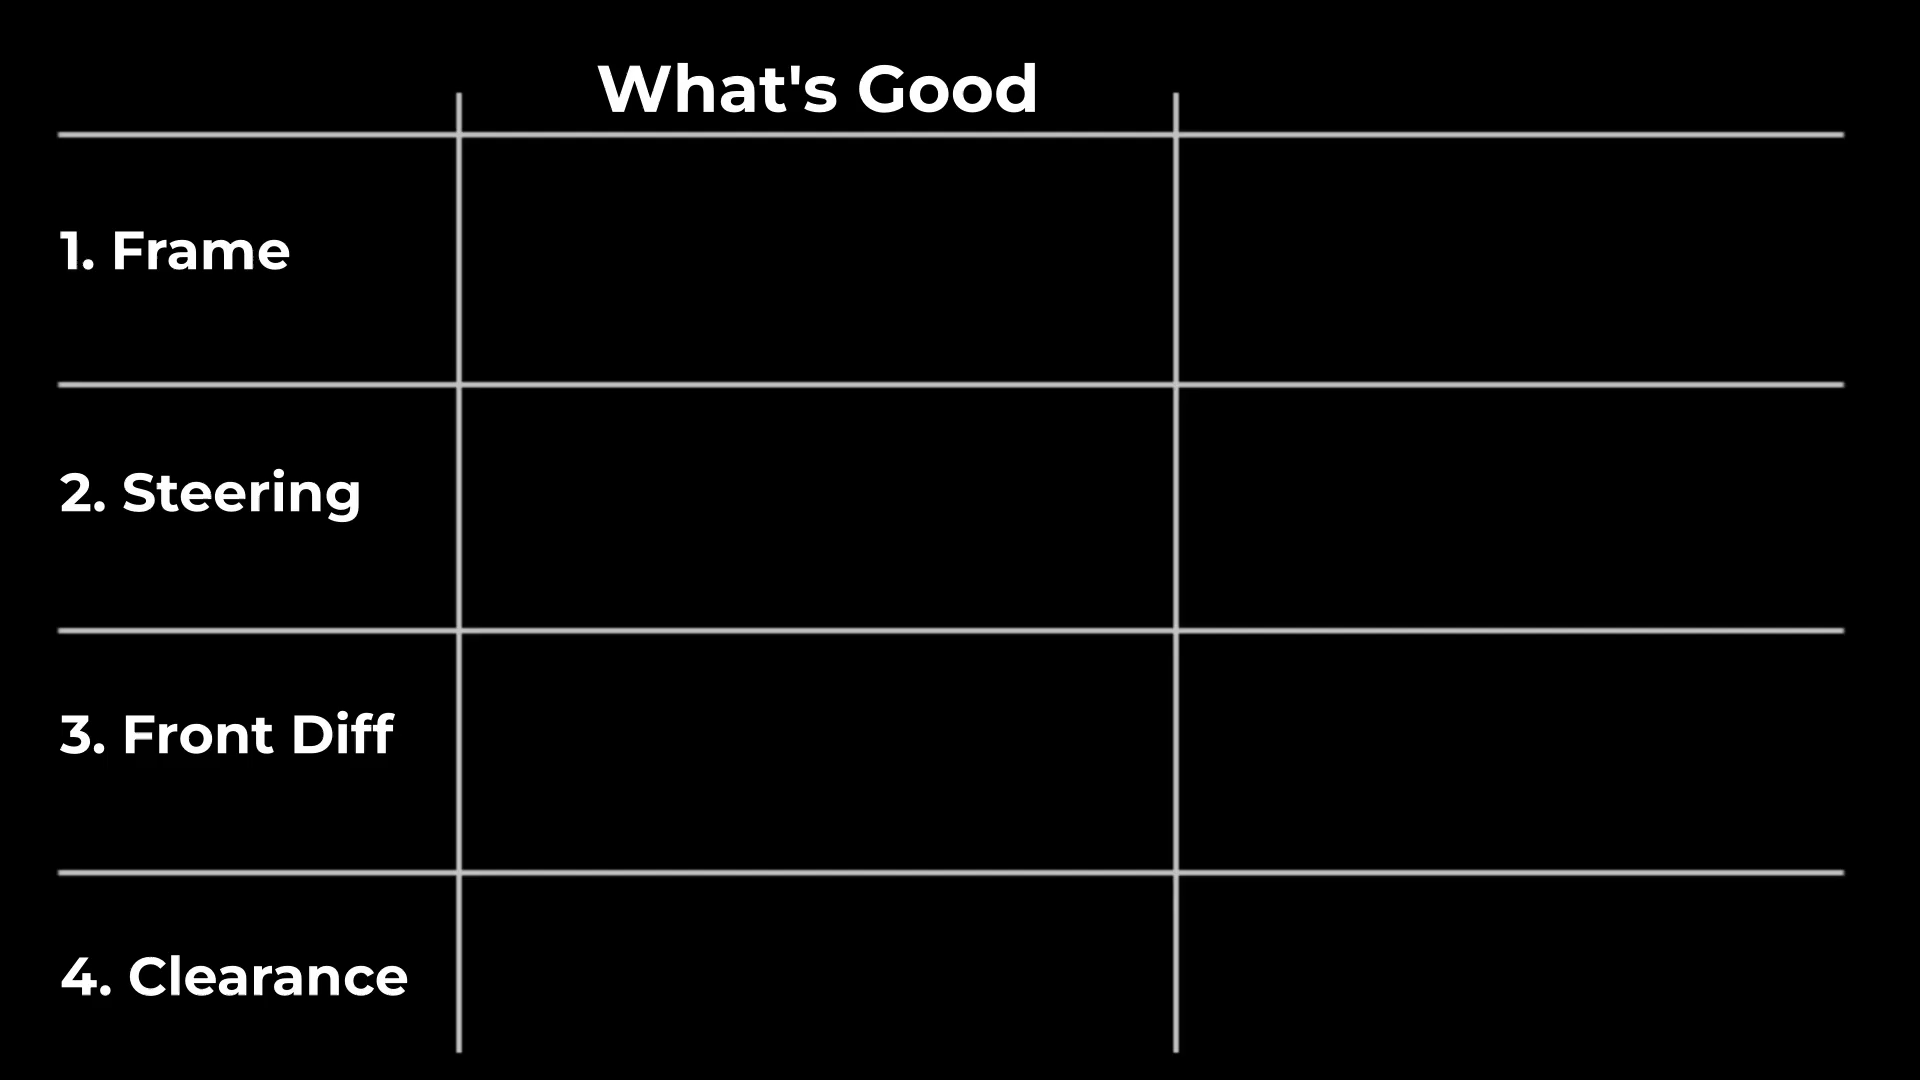 What's Good
1. Frame
2. Steering
3. Front Diff
4. Clearance